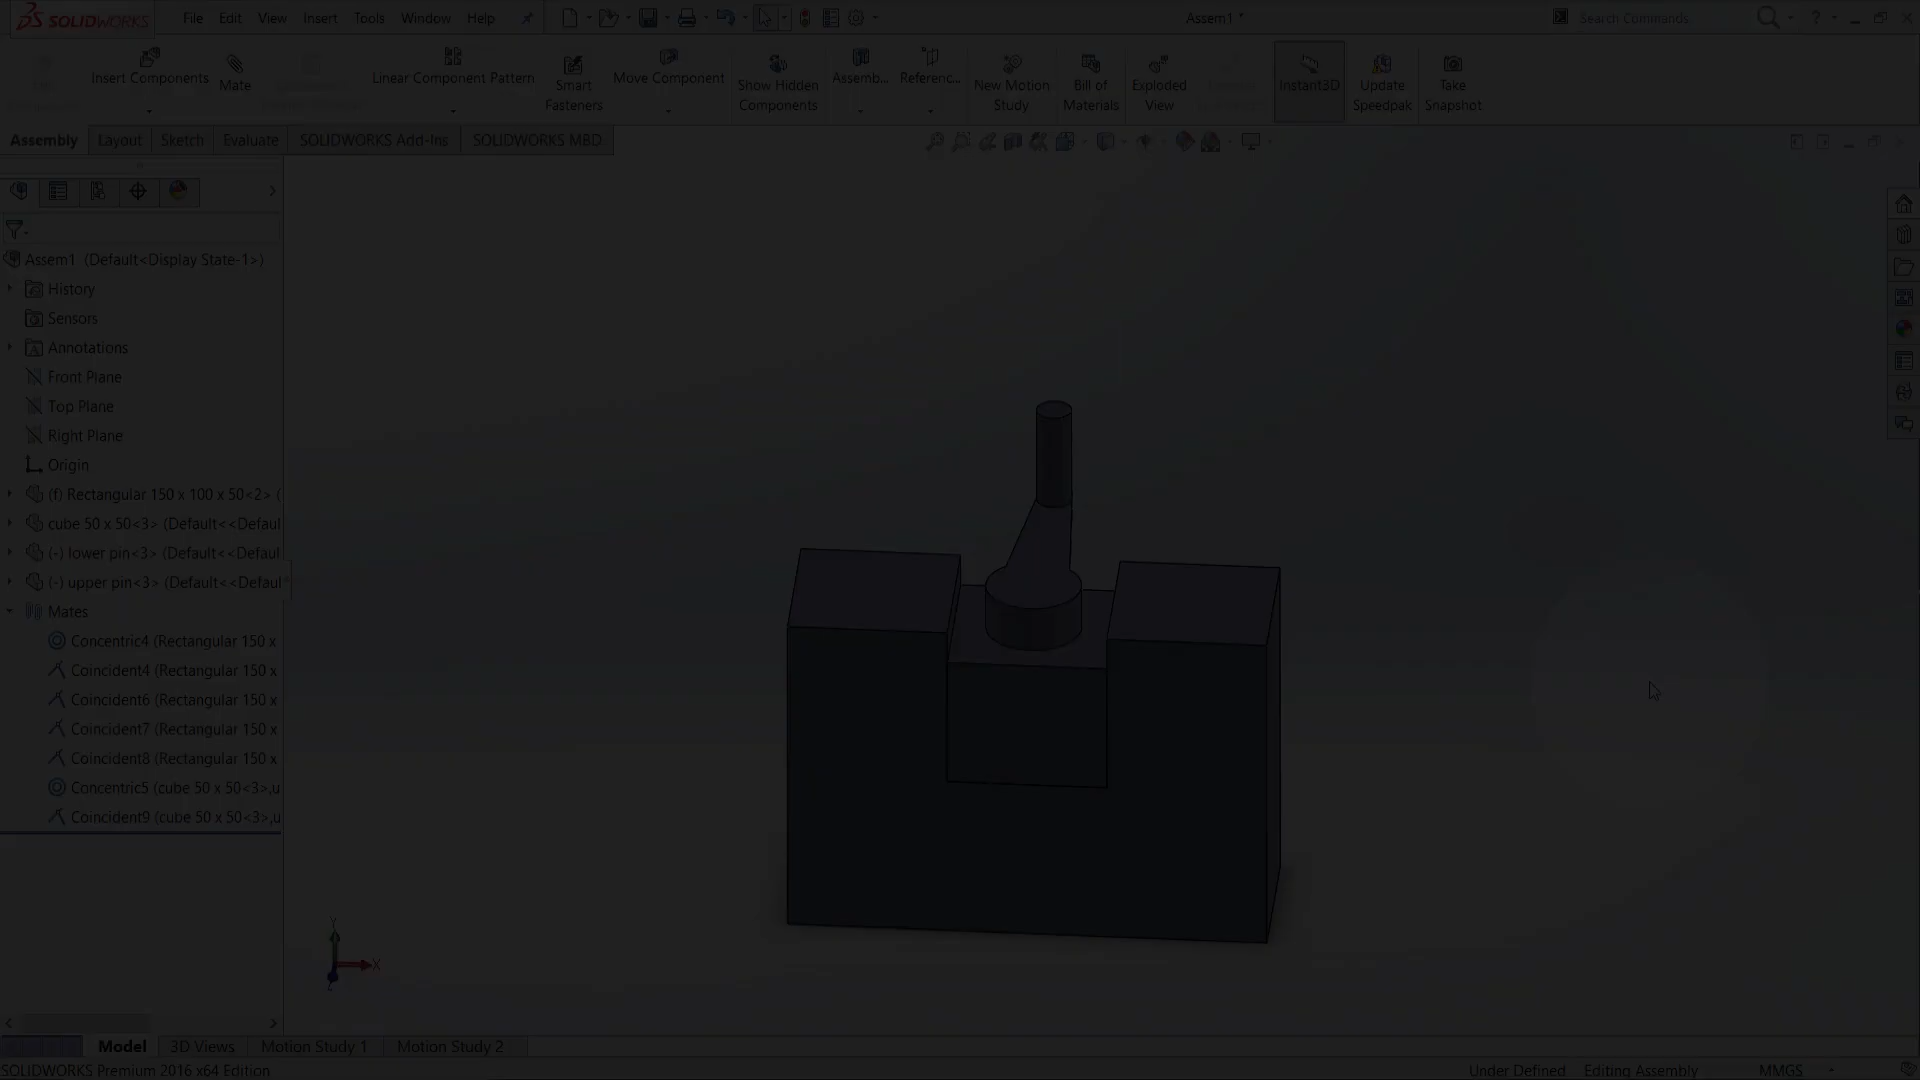 SOLIDWORKS
File Edit View Insert Tools Window Help
Assem1 *
Search Commands
Insert Components
Mate
Linear Component Pattern
Smart Fasteners
Move Component
Show Hidden Components
Assemb...
Referenc...
New Motion Study
Bill of Materials
Exploded View
Instant3D
Update Speedpak
Take Snapshot
Assembly Layout Sketch Evaluate SOLIDWORKS Add-Ins SOLIDWORKS MBD
Assem1 (Default<Display State-1>)
History
Sensors
Annotations
Front Plane
Top Plane
Right Plane
Origin
(f) Rectangular 150 x 100 x 50<2> (
cube 50 x 50<3> (Default<<Defaul
(-) lower pin<3> (Default<<Defaul
(-) upper pin<3> (Default<<Defaul
Mates
Concentric4 (Rectangular 150 x
Coincident4 (Rectangular 150 x
Coincident6 (Rectangular 150 x
Coincident7 (Rectangular 150 x
Coincident8 (Rectangular 150 x
Concentric5 (cube 50 x 50<3>,u
Coincident9 (cube 50 x 50<3>,u
Y
X
Z
Model 3D Views Motion Study 1 Motion Study 2
SOLIDWORKS Premium 2016 x64 Edition
Under Defined Editing Assembly MMGS